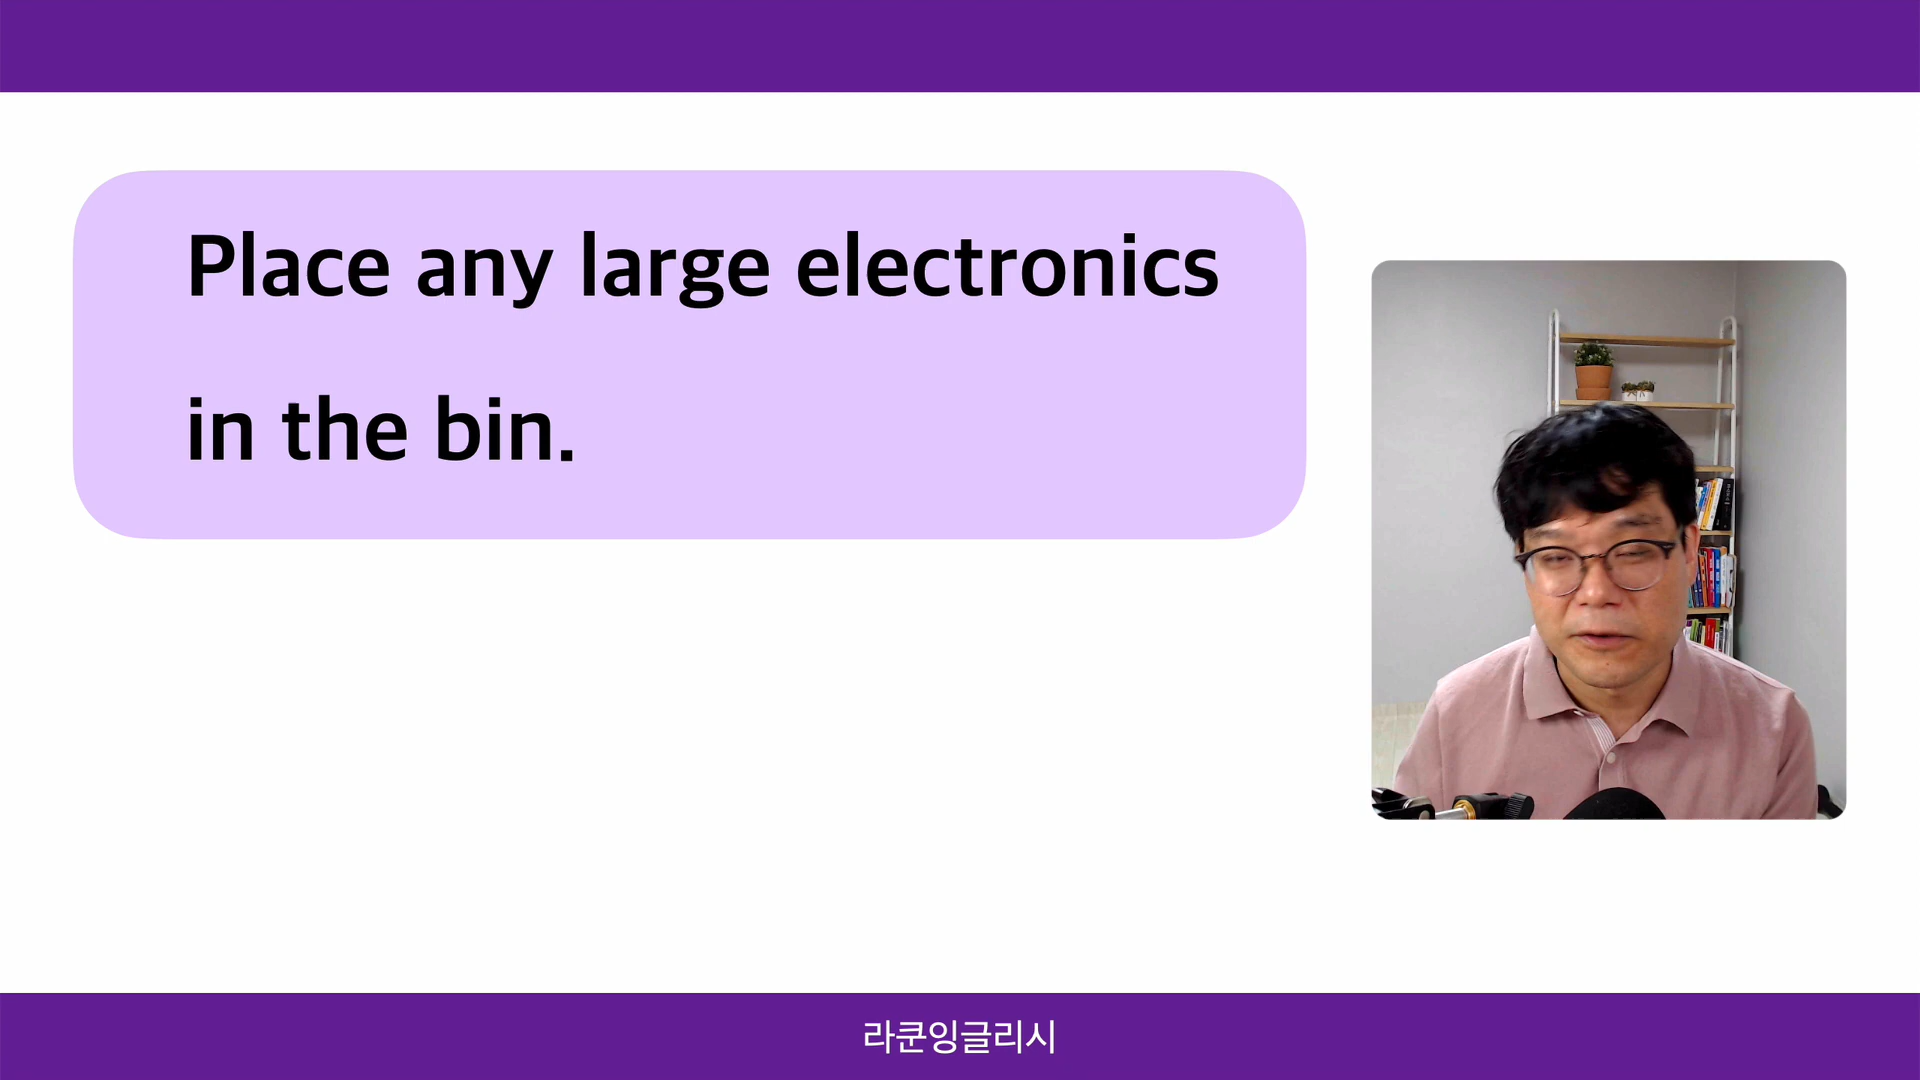 Place any large electronics
in the bin.
라쿤잉글리시